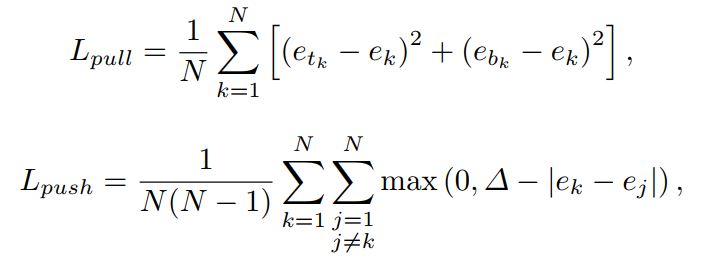 L_{pull} = \frac{1}{N} \sum_{k=1}^{N} \left[ (e_{t_k} - e_k)^2 + (e_{b_k} - e_k)^2 \right],
L_{push} = \frac{1}{N(N-1)} \sum_{k=1}^{N} \sum_{\substack{j=1 \\ j \neq k}}^{N} \max(0, \Delta - |e_k - e_j|),